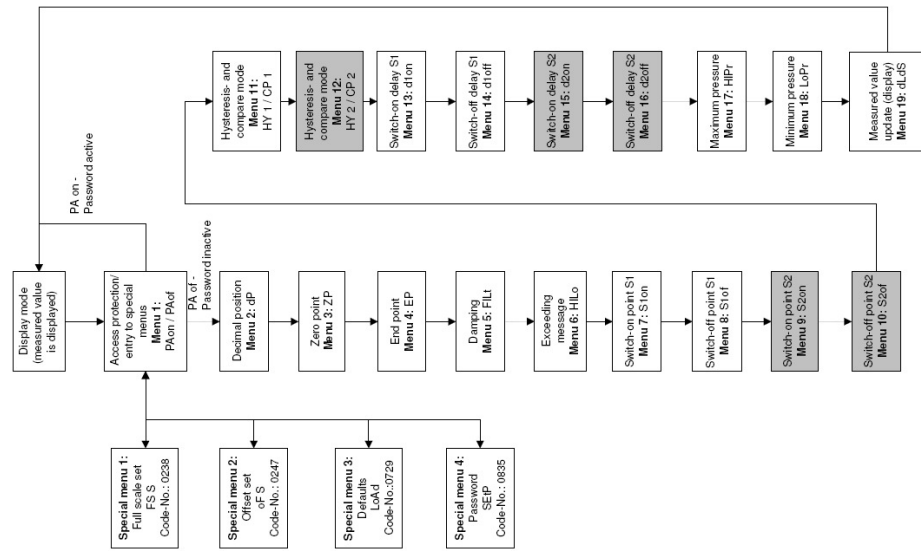 Display mode
(measured value
is displayed)
PA on -
Password active
Access protection/
entry to special
menus
Menu 1:
PAon / PAof
PA of -
Password inactive
Decimal position
Menu 2: dP
Zero point
Menu 3: ZP
End point
Menu 4: EP
Damping
Menu 5: FILt
Exceeding
message
Menu 6: HILo
Switch-on point S1
Menu 7: S1on
Switch-off point S1
Menu 8: S1of
Switch-on point S2
Menu 9: S2on
Switch-off point S2
Menu 10: S2of
Hysteresis- and
compare mode
Menu 11:
HY 1 / CP 1
Hysteresis- and
compare mode
Menu 12:
HY 2 / CP 2
Switch-on delay S1
Menu 13: d1on
Switch-off delay S1
Menu 14: d1off
Switch-on delay S2
Menu 15: d2on
Switch-off delay S2
Menu 16: d2off
Maximum pressure
Menu 17: HIPr
Minimum pressure
Menu 18: LoPr
Measured value
update (display)
Menu 19: dLdS
Special menu 1:
Full scale set
FS S
Code-No.: 0238
Special menu 2:
Offset set
oF S
Code-No.: 0247
Special menu 3:
Defaults
LoAd
Code-No.:0729
Special menu 4:
Password
SEtP
Code-No.: 0835